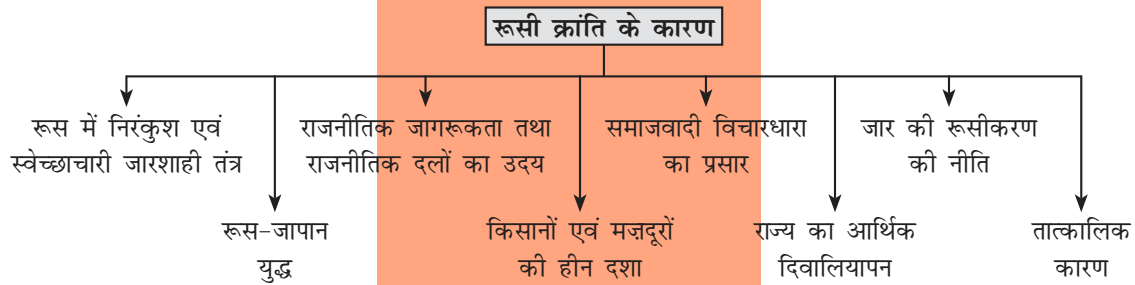 रूसी क्रांति के कारण
रूस में निरंकुश एवं
स्वेच्छाचारी जारशाही तंत्र
राजनीतिक जागरूकता तथा
राजनीतिक दलों का उदय
समाजवादी विचारधारा
का प्रसार
जार की रूसीकरण
की नीति
रूस-जापान
युद्ध
किसानों एवं मज़दूरों
की हीन दशा
राज्य का आर्थिक
दिवालियापन
तात्कालिक
कारण